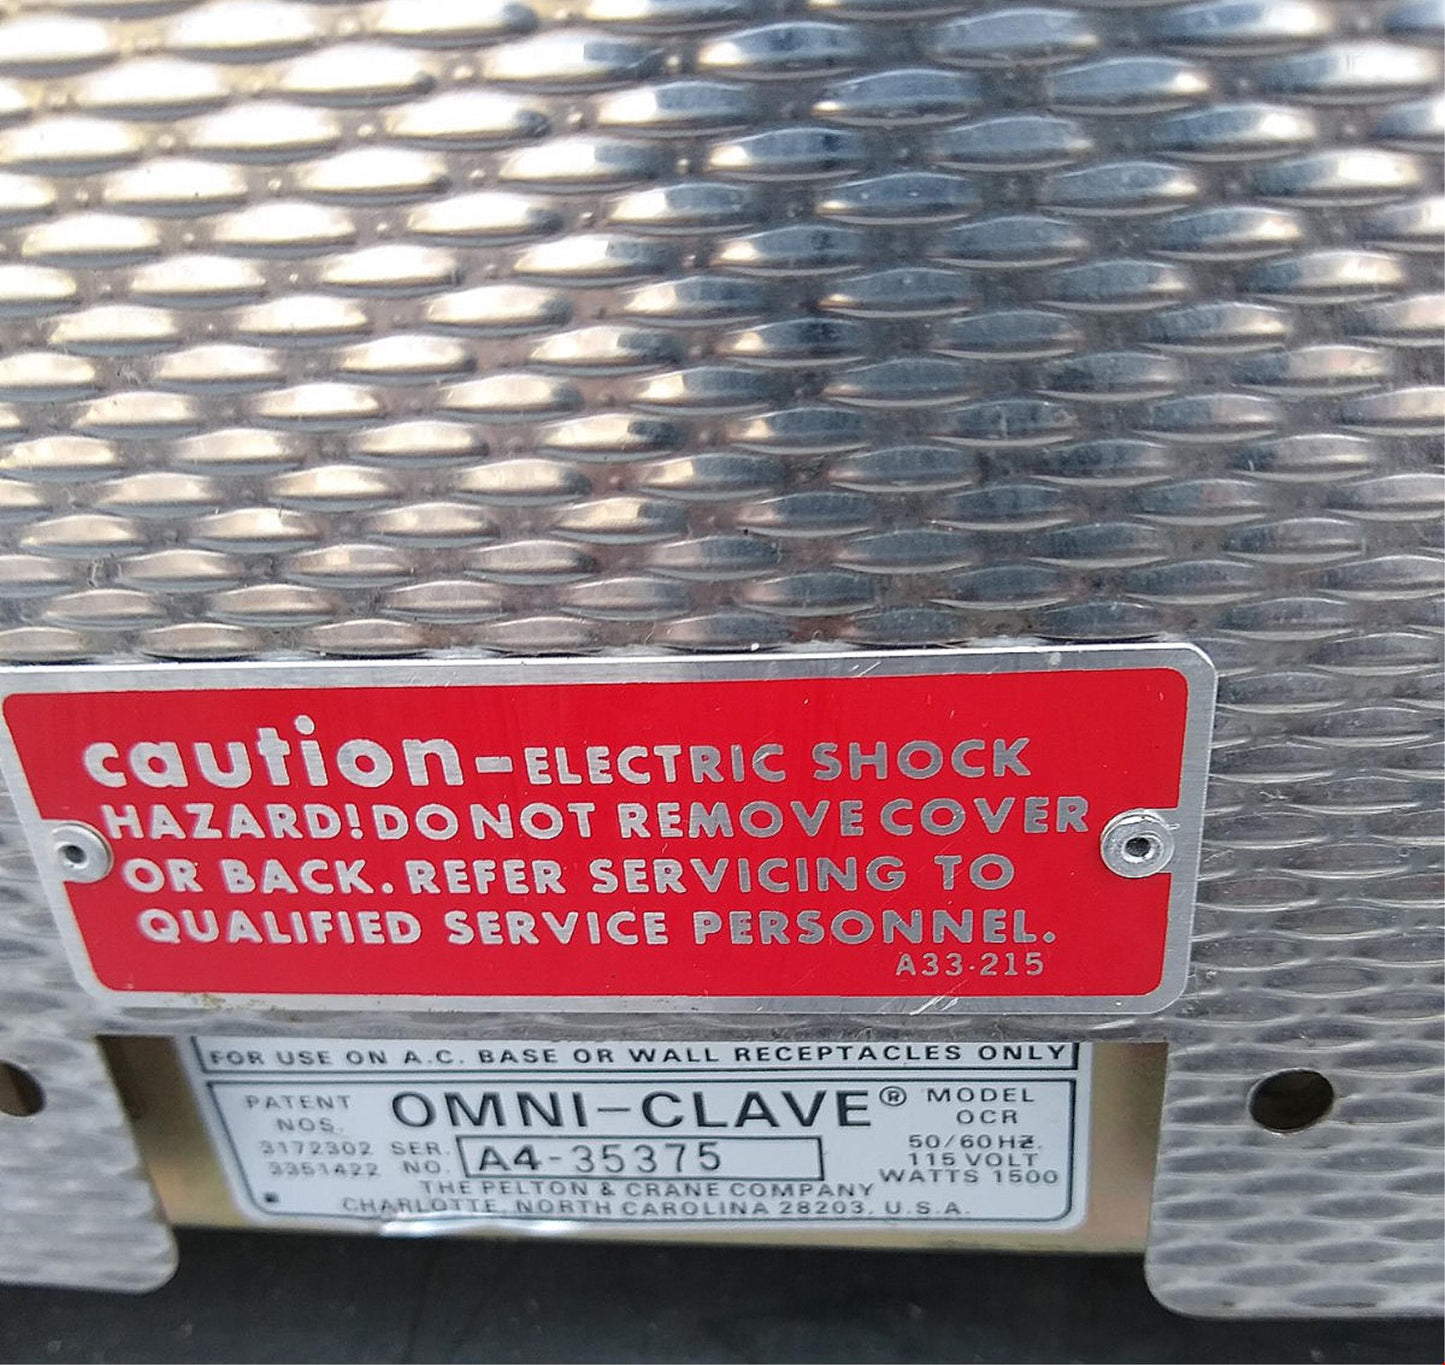 caution-ELECTRIC SHOCK
HAZARD! DO NOT REMOVE COVER
OR BACK. REFER SERVICING TO
QUALIFIED SERVICE PERSONNEL.
A33-215
FOR USE ON A.C. BASE OR WALL RECEPTACLES ONLY
PATENT NOS. 3172302 3351422
OMNI-CLAVE®
SER. NO. A4-35375
MODEL
OCR
50/60HZ.
115 VOLT
WATTS 1500
THE PELTON & CRANE COMPANY
CHARLOTTE, NORTH CAROLINA 28203, U.S.A.